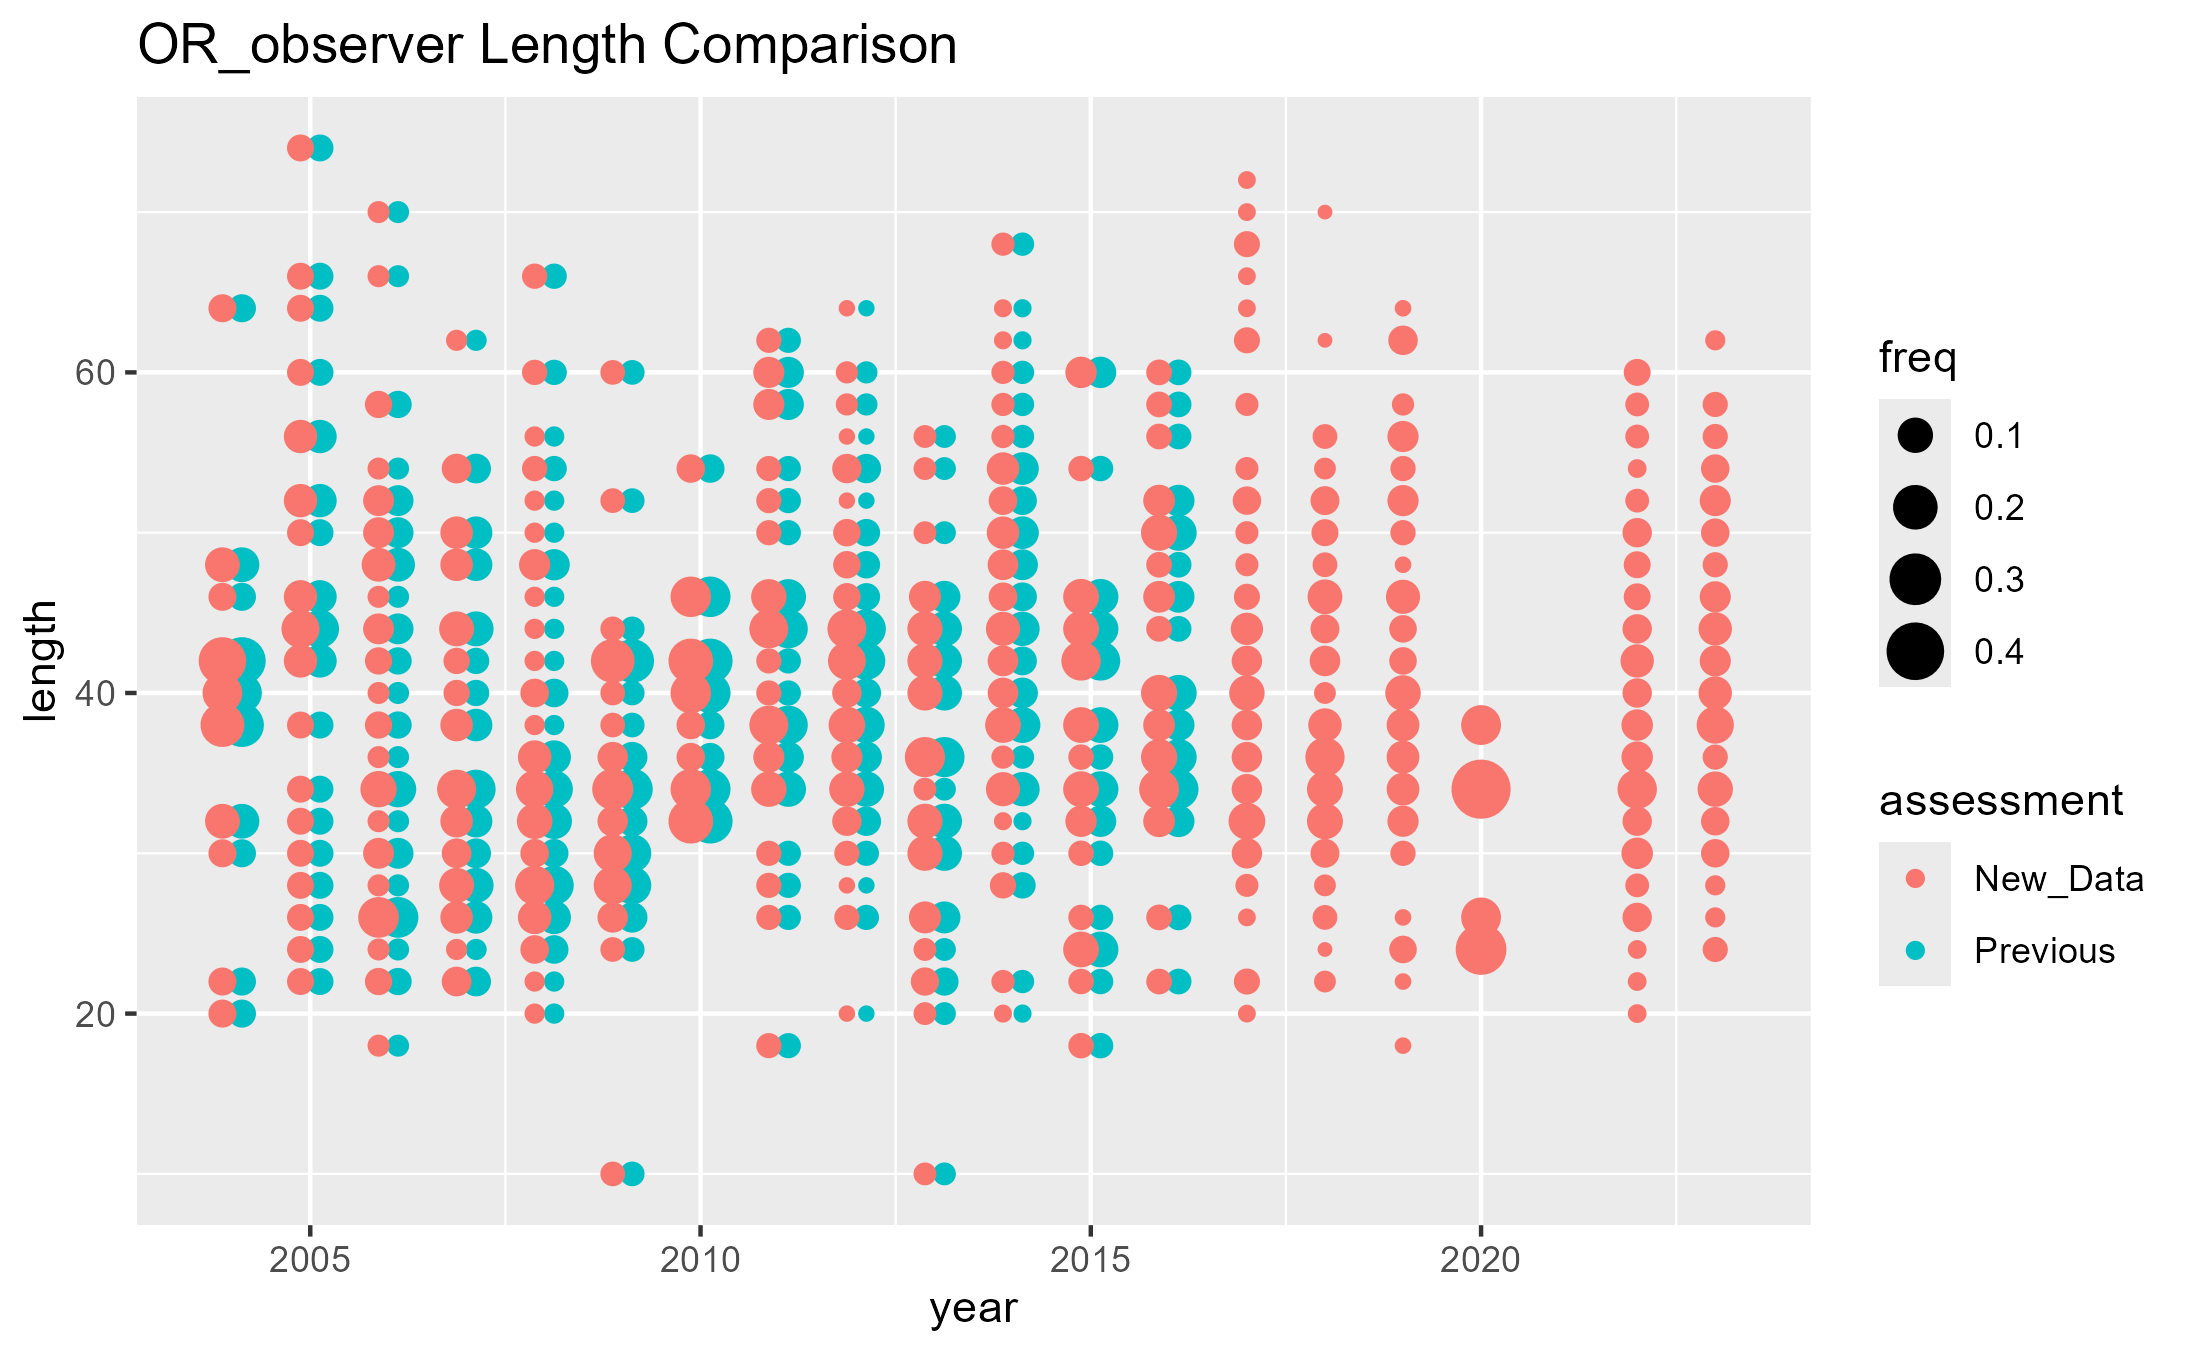 OR_observer Length Comparison
length
60
40
20
2005 2010 2015 2020
year
freq
0.1
0.2
0.3
0.4
assessment
New_Data
Previous